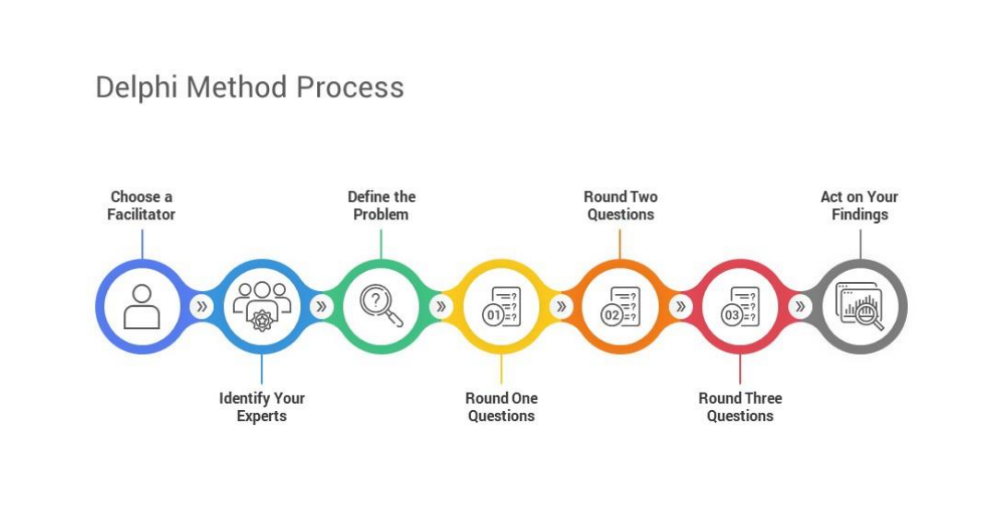 Delphi Method Process
Choose a
Facilitator
Identify Your
Experts
Define the
Problem
01
Round One
Questions
Round Two
Questions
02
03
Round Three
Questions
Act on Your
Findings